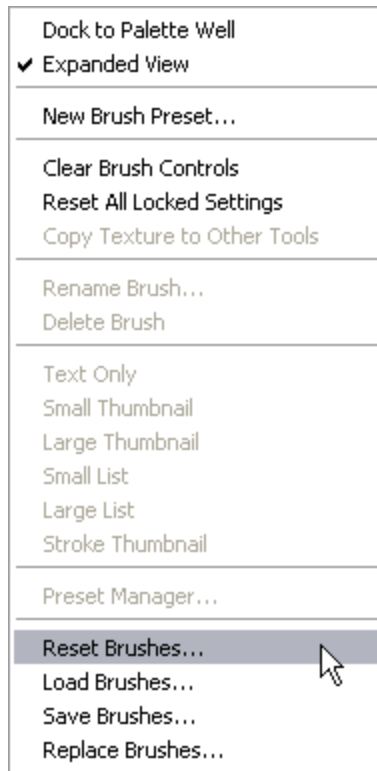 Dock to Palette Well
Expanded View
New Brush Preset...
Clear Brush Controls
Reset All Locked Settings
Copy Texture to Other Tools
Rename Brush...
Delete Brush
Text Only
Small Thumbnail
Large Thumbnail
Small List
Large List
Stroke Thumbnail
Preset Manager...
Reset Brushes...
Load Brushes...
Save Brushes...
Replace Brushes...